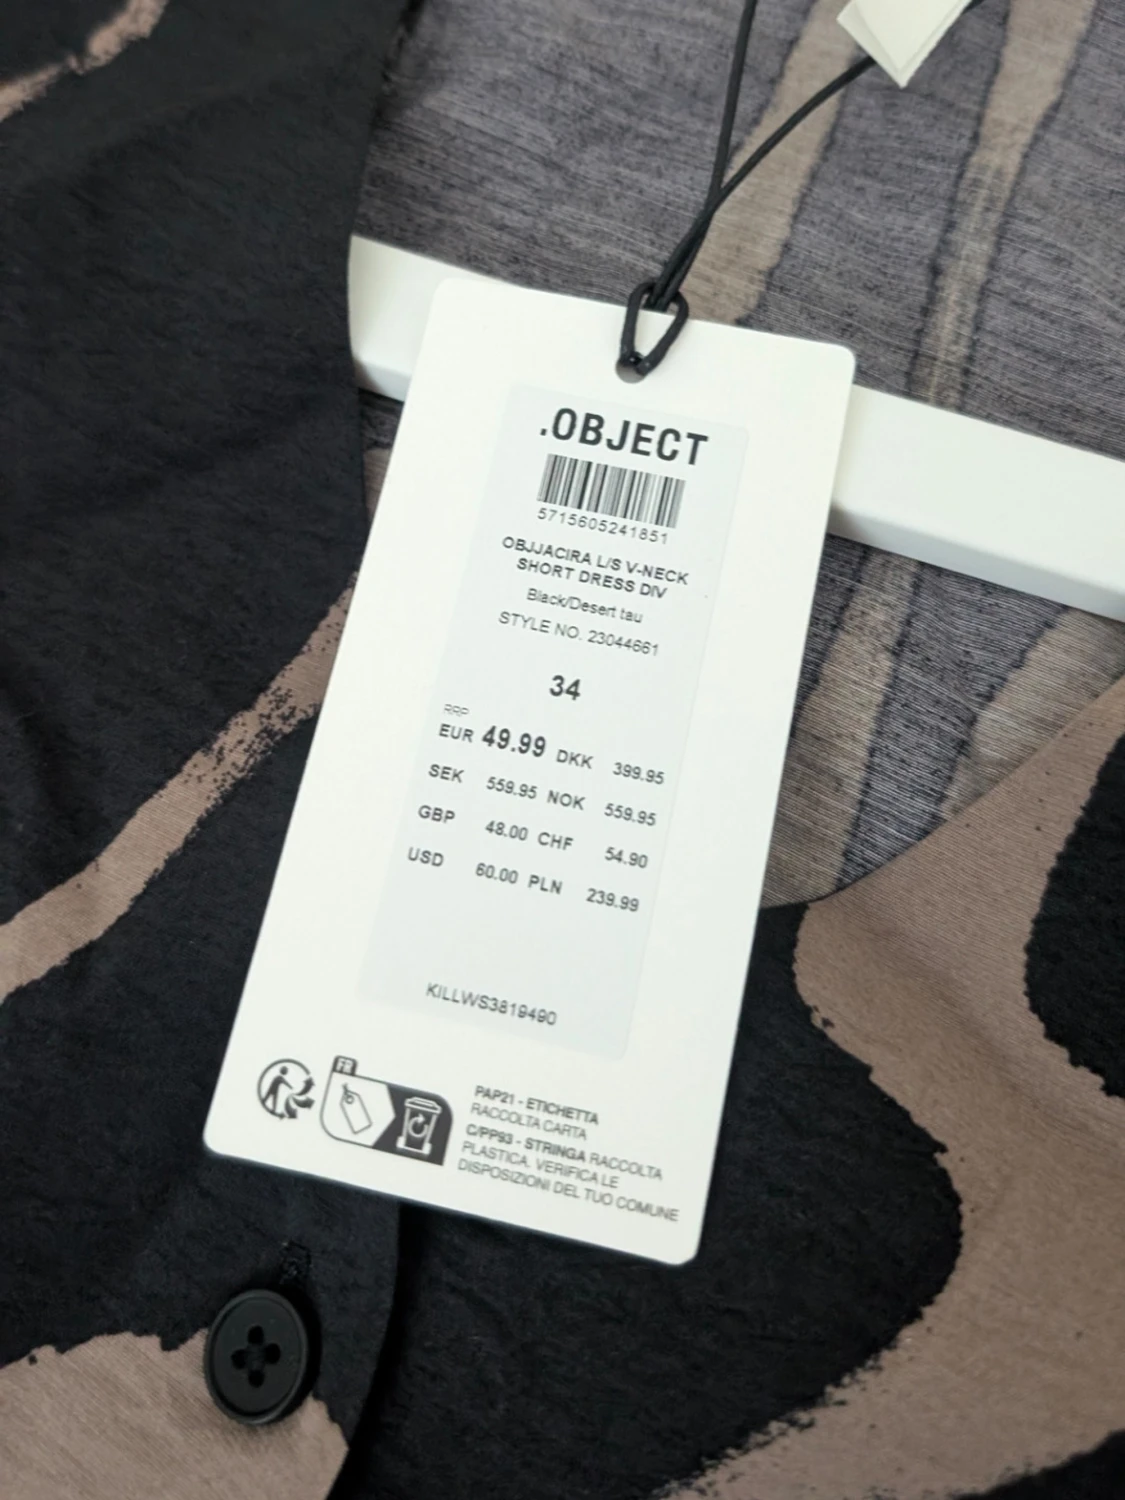 .OBJECT
5715605241851
OBJJACIRA L/S V-NECK
SHORT DRESS DIV
Black/Desert tau
STYLE NO. 23044661
34
RRP
EUR 49.99 DKK 399.95
SEK 559.95 NOK 559.95
GBP 48.00 CHF 54.90
USD 60.00 PLN 239.99
KILLWS3819490
FR
PAP21 - ETICHETTA
RACCOLTA CARTA
C/PP93 - STRINGA RACCOLTA
PLASTICA. VERIFICA LE
DISPOSIZIONI DEL TUO COMUNE